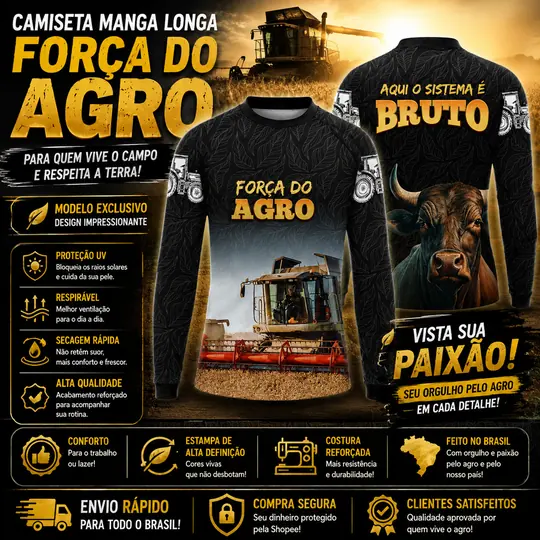 CAMISETA MANGA LONGA
FORÇA DO
AGRO
PARA QUEM VIVE O CAMPO
E RESPEITA A TERRA!
MODELO EXCLUSIVO
DESIGN IMPRESSIONANTE
PROTEÇÃO UV
Bloqueia os raios solares
e cuida da sua pele.
RESPIRÁVEL
Melhor ventilação
para o dia a dia.
SECAGEM RÁPIDA
Não retém suor,
mais conforto e frescor.
ALTA QUALIDADE
Acabamento reforçado
para acompanhar
sua rotina.
FORÇA DO
AGRO
AQUI O SISTEMA É
BRUTO
VISTA SUA
PAIXÃO!
SEU ORGULHO PELO AGRO
EM CADA DETALHE!
CONFORTO
Para o trabalho
ou lazer!
ESTAMPA DE
ALTA DEFINIÇÃO
Cores vivas
que não desbotam!
COSTURA
REFORÇADA
Mais resistência
e durabilidade!
FEITO NO BRASIL
Com orgulho e paixão
pelo agro e pelo
nosso país!
ENVIO RÁPIDO
PARA TODO O BRASIL!
COMPRA SEGURA
Seu dinheiro protegido
pela Shopee!
CLIENTES SATISFEITOS
Qualidade aprovada por
quem vive o agro!